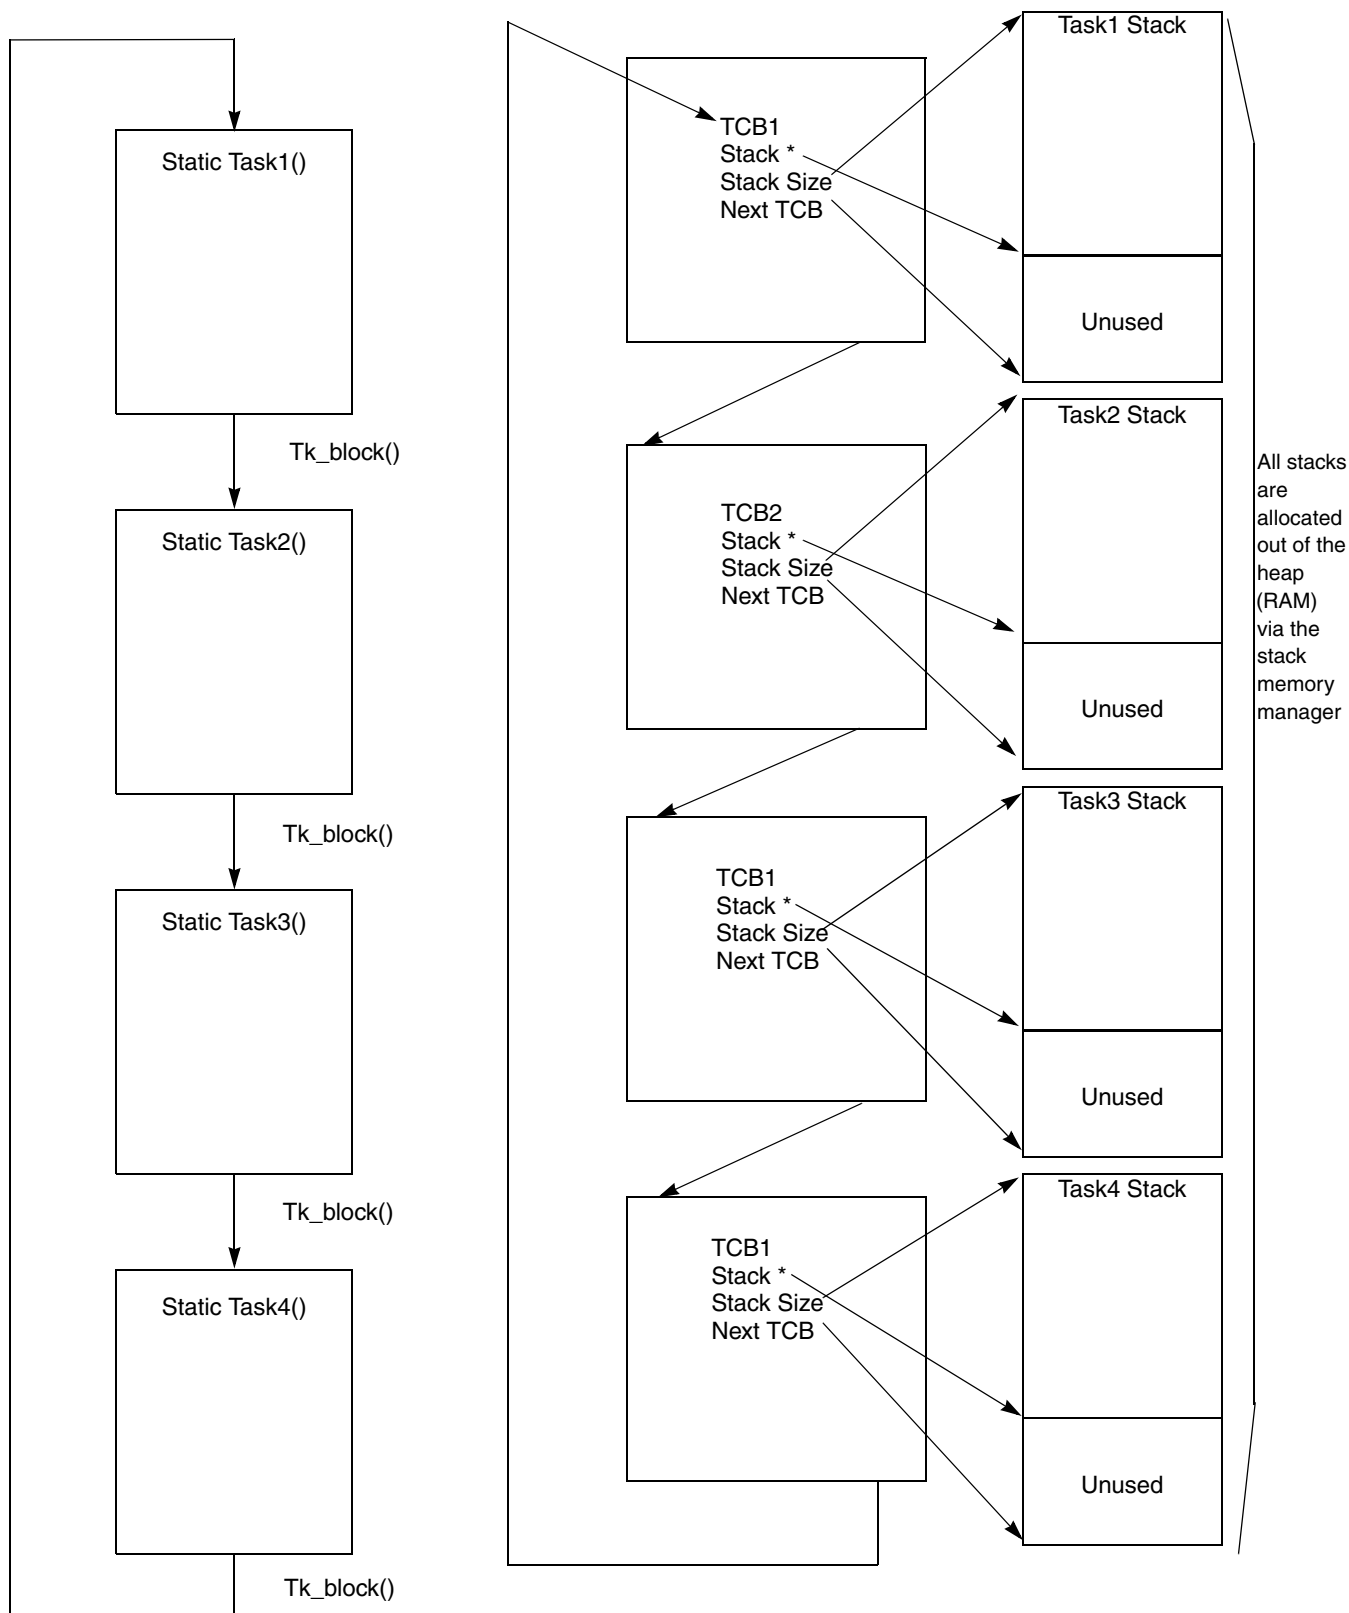 Static Task1()
Tk_block()
Static Task2()
Tk_block()
Static Task3()
Tk_block()
Static Task4()
Tk_block()
TCB1
Stack *
Stack Size
Next TCB
TCB2
Stack *
Stack Size
Next TCB
TCB1
Stack *
Stack Size
Next TCB
TCB1
Stack *
Stack Size
Next TCB
Task1 Stack
Unused
Task2 Stack
Unused
Task3 Stack
Unused
Task4 Stack
Unused
All stacks
are
allocated
out of the
heap
(RAM)
via the
stack
memory
manager